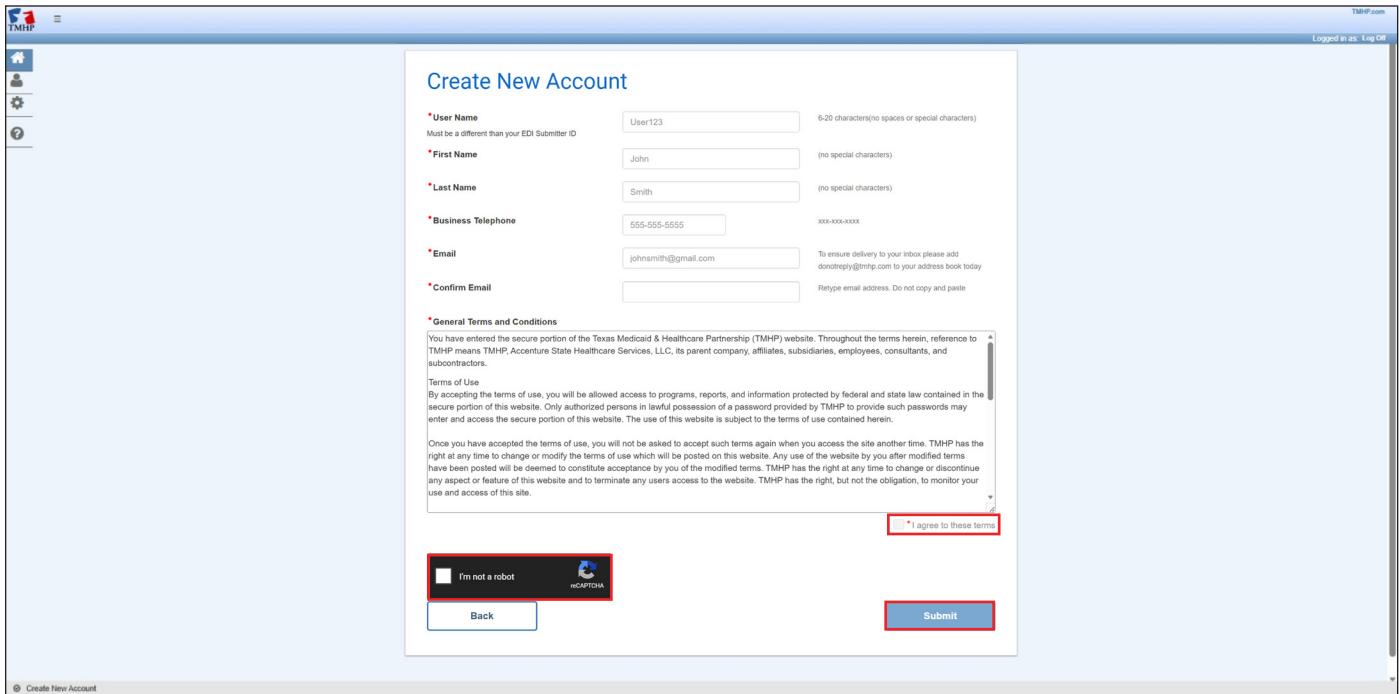 TMHP
TMHP.com
Logged in as: Log Off
Create New Account
*User Name
User123
6-20 characters(no spaces or special characters)
Must be a different than your EDI Submitter ID
*First Name
John
(no special characters)
*Last Name
Smith
(no special characters)
*Business Telephone
555-555-5555
xxx-xxx-xxxx
*Email
johnsmith@gmail.com
To ensure delivery to your inbox please add
donotreply@tmhp.com to your address book today
*Confirm Email
Retype email address. Do not copy and paste
*General Terms and Conditions
You have entered the secure portion of the Texas Medicaid & Healthcare Partnership (TMHP) website. Throughout the terms herein, reference to
TMHP means TMHP, Accenture State Healthcare Services, LLC, its parent company, affiliates, subsidiaries, employees, consultants, and
subcontractors.
Terms of Use
By accepting the terms of use, you will be allowed access to programs, reports, and information protected by federal and state law contained in the
secure portion of this website. Only authorized persons in lawful possession of a password provided by TMHP to provide such passwords may
enter and access the secure portion of this website. The use of this website is subject to the terms of use contained herein.
Once you have accepted the terms of use, you will not be asked to accept such terms again when you access the site another time. TMHP has the
right at any time to change or modify the terms of use which will be posted on this website. Any use of the website by you after modified terms
have been posted will be deemed to constitute acceptance by you of the modified terms. TMHP has the right at any time to change or discontinue
any aspect or feature of this website and to terminate any users access to the website. TMHP has the right, but not the obligation, to monitor your
use and access of this site.
*I agree to these terms
I'm not a robot
reCAPTCHA
Back
Submit
Create New Account